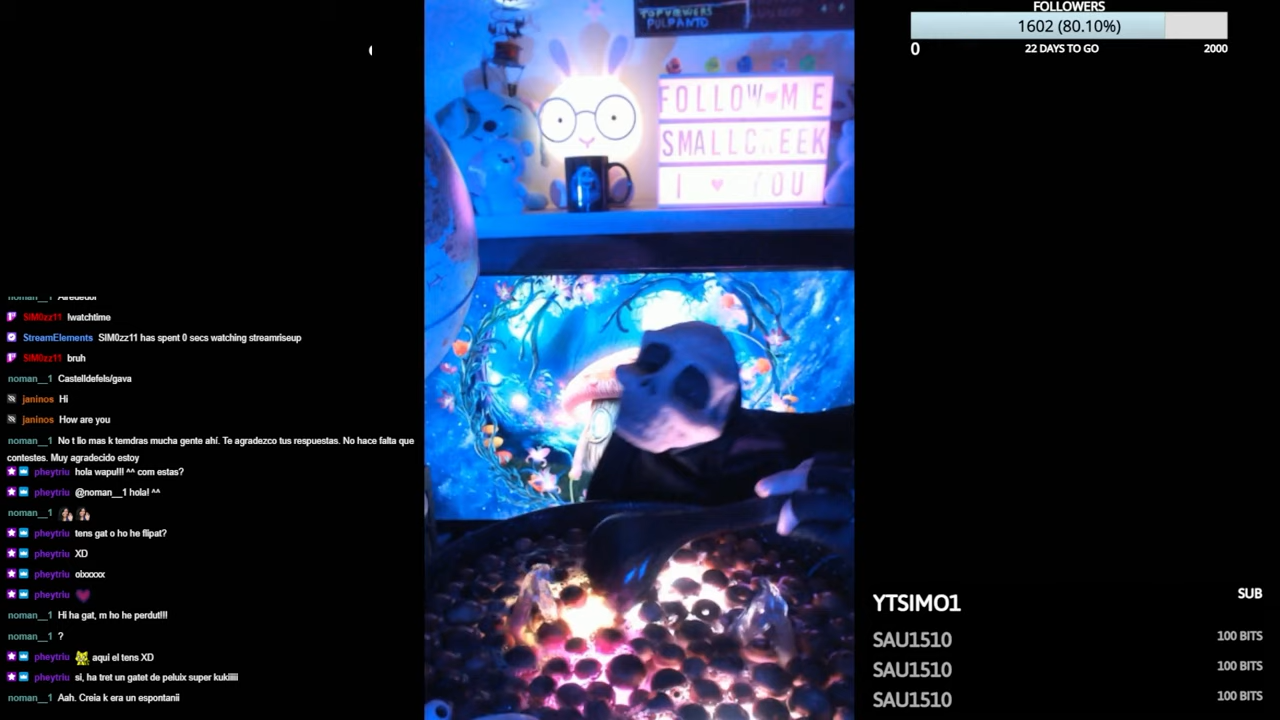 noman__1 Alrededor
SIM0zz11 !watchtime
StreamElements SIM0zz11 has spent 0 secs watching streamriseup
SIM0zz11 bruh
noman__1 Castelldefels/gava
janinos Hi
janinos How are you
noman__1 No t lio mas k temdras mucha gente ahí. Te agradezco tus respuestas. No hace falta que
contestes. Muy agradecido estoy
pheytriu hola wapu!!! ^^ com estas?
pheytriu @noman__1 hola! ^^
noman__1
pheytriu tens gat o ho he flipat?
pheytriu XD
pheytriu oixxxxx
pheytriu
noman__1 Hi ha gat, m ho he perdut!!!
noman__1 ?
pheytriu aqui el tens XD
pheytriu si, ha tret un gatet de peluix super kukiiiii
noman__1 Aah. Creia k era un espontanii
TOPVIEWERS
PULPANTO
FOLLOW ME
SMALLCREEK
I ♥ YOU
FOLLOWERS
1602 (80.10%)
0 22 DAYS TO GO 2000
YTSIMO1 SUB
SAU1510 100 BITS
SAU1510 100 BITS
SAU1510 100 BITS